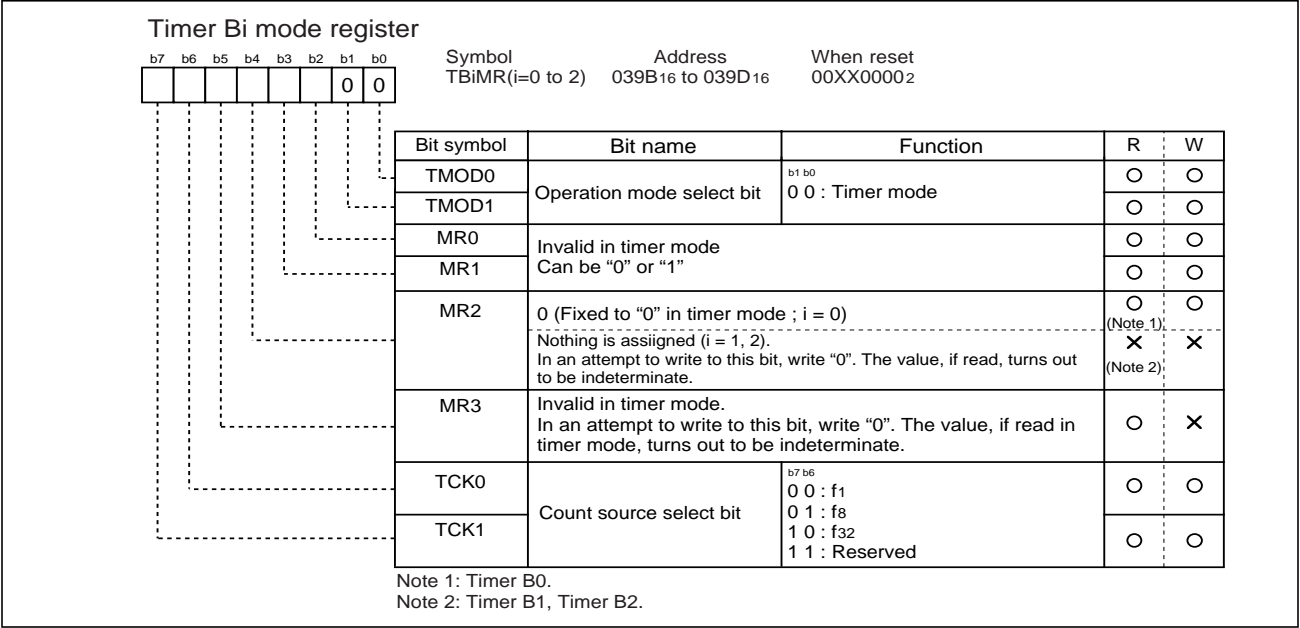 Timer Bi mode register
b7 b6 b5 b4 b3 b2 b1 b0
0 0
Symbol Address When reset
TBiMR(i=0 to 2) 039B16 to 039D16 00XX00002
Bit symbol Bit name Function R W
TMOD0
TMOD1
Operation mode select bit
b1 b0
0 0 : Timer mode
MR0
MR1
Invalid in timer mode
Can be “0” or “1”
MR2
0 (Fixed to “0” in timer mode ; i = 0)
(Note 1)
Nothing is assiigned (i = 1, 2).
In an attempt to write to this bit, write “0”. The value, if read, turns out
to be indeterminate.
(Note 2)
MR3
Invalid in timer mode.
In an attempt to write to this bit, write “0”. The value, if read in
timer mode, turns out to be indeterminate.
TCK0
TCK1
Count source select bit
b7 b6
0 0 : f1
0 1 : f8
1 0 : f32
1 1 : Reserved
Note 1: Timer B0.
Note 2: Timer B1, Timer B2.